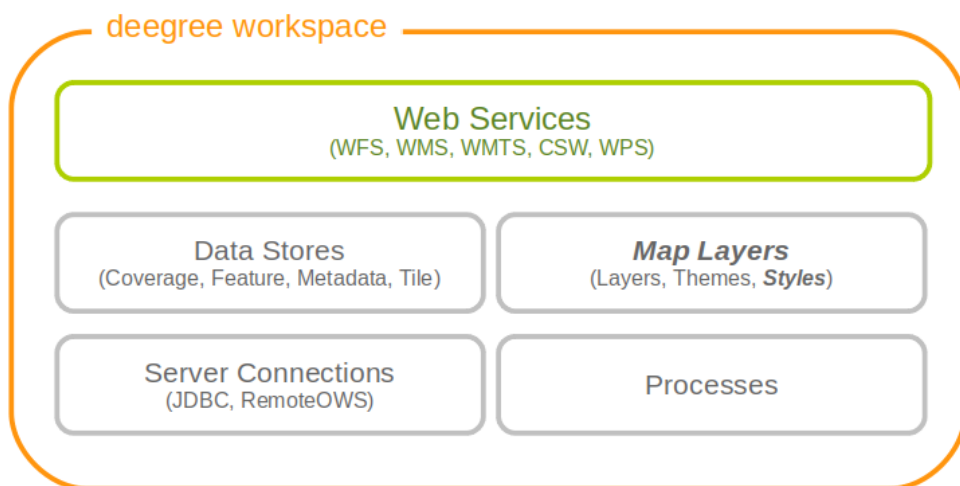 deegree workspace
Web Services
(WFS, WMS, WMTS, CSW, WPS)
Data Stores
(Coverage, Feature, Metadata, Tile)
Map Layers
(Layers, Themes, Styles)
Server Connections
(JDBC, RemoteOWS)
Processes